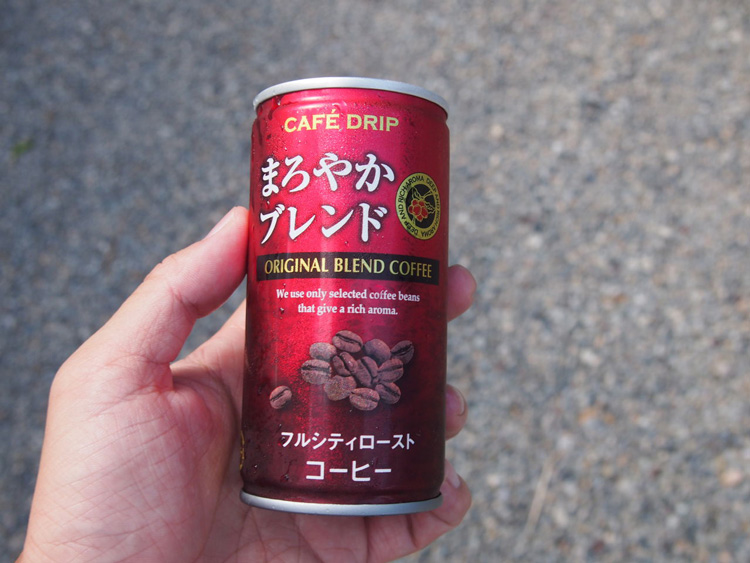 CAFÉ DRIP
まろやか
ブレンド
ORIGINAL BLEND COFFEE
We use only selected coffee beans
that give a rich aroma.
フルシティロースト
コーヒー